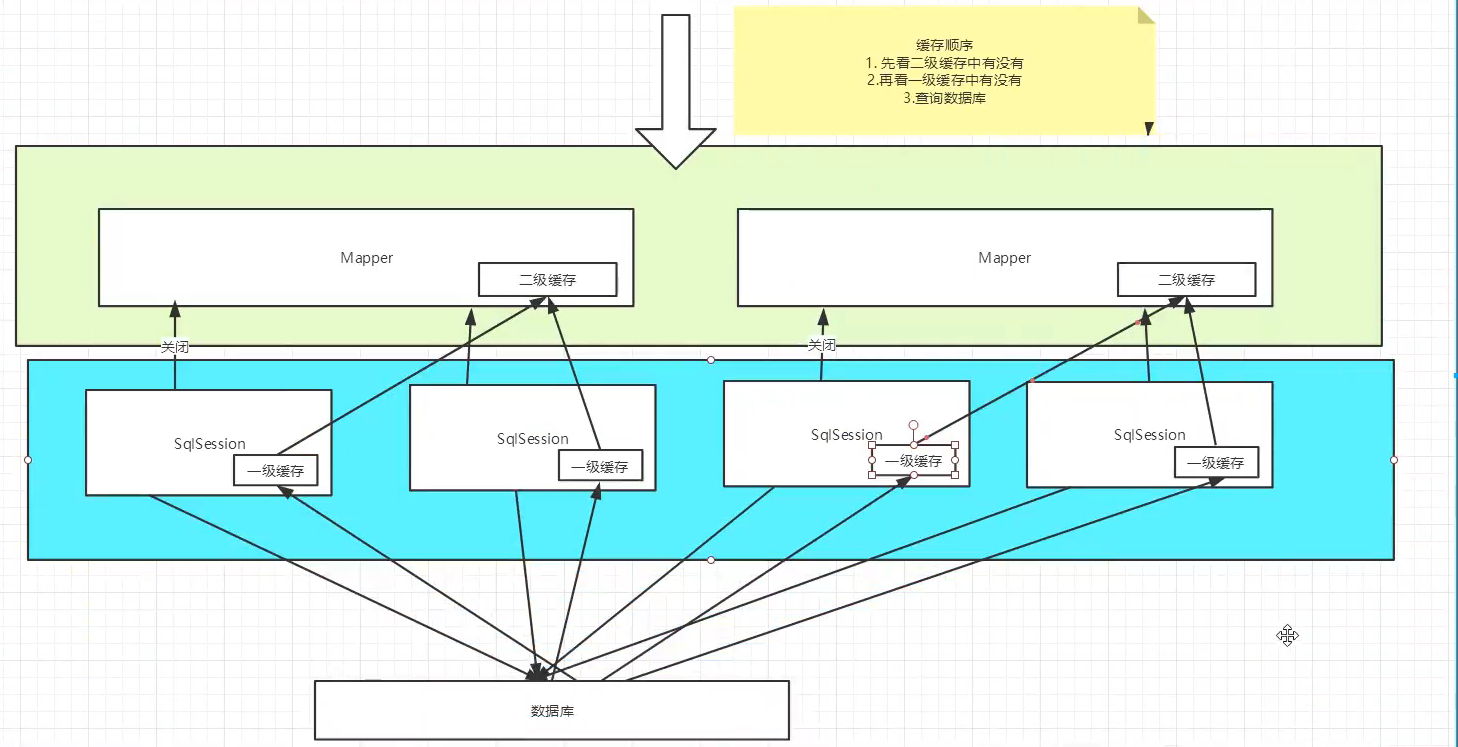 缓存顺序
1. 先看二级缓存中有没有
2.再看一级缓存中有没有
3.查询数据库
Mapper
二级缓存
Mapper
二级缓存
关闭
关闭
SqlSession
一级缓存
SqlSession
一级缓存
SqlSession
一级缓存
SqlSession
一级缓存
数据库